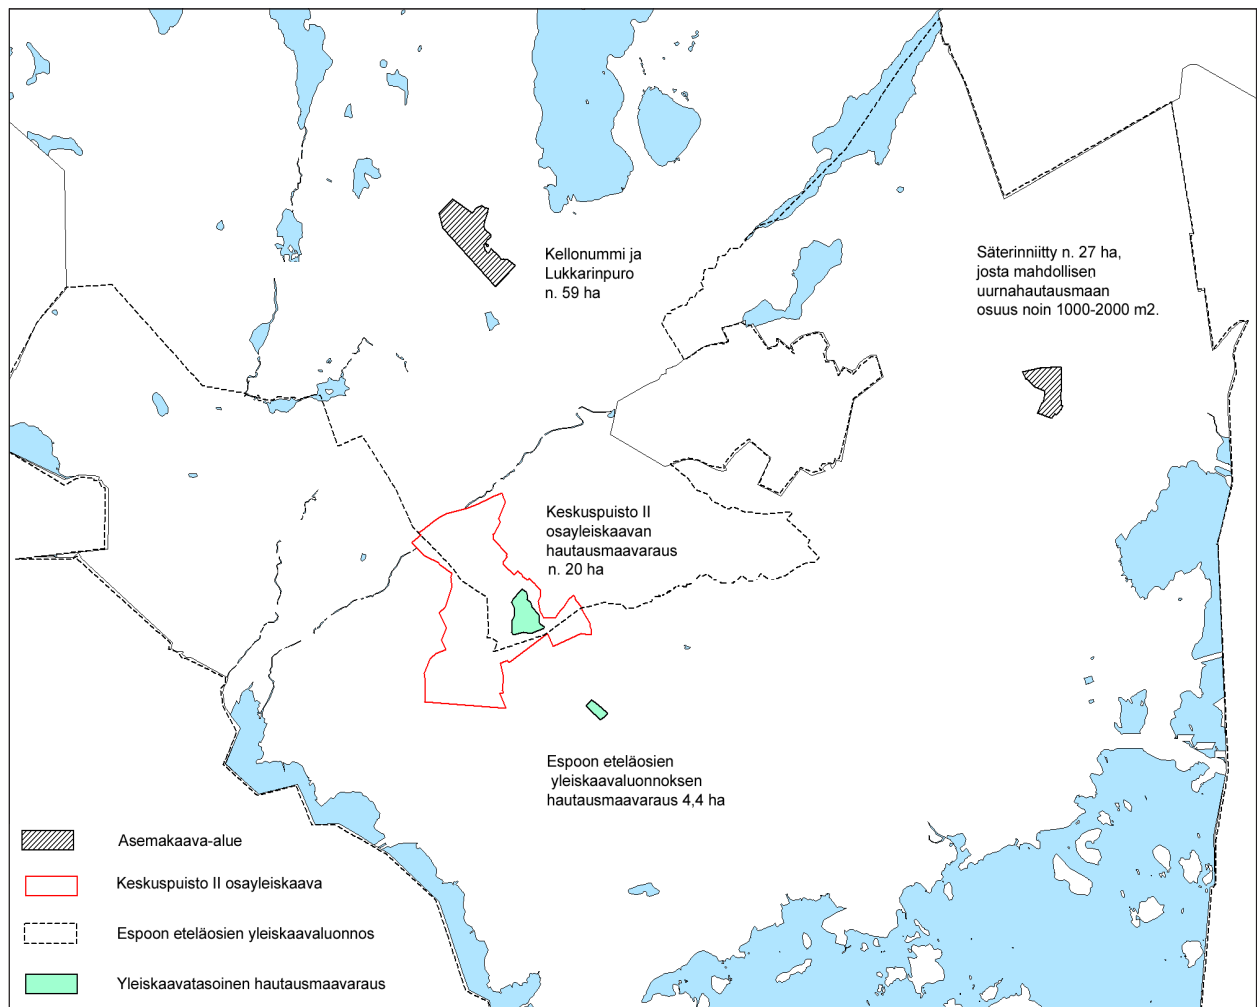 Kellonummi ja
Lukkarinpuro
n. 59 ha
Säterinniitty n. 27 ha,
josta mahdollisen
uurnahautausmaan
osuus noin 1000-2000 m2.
Keskuspuisto II
osayleiskaavan
hautausmaavaraus
n. 20 ha
Espoon eteläosien
yleiskaavaluonnoksen
hautausmaavaraus 4,4 ha
Asemakaava-alue
Keskuspuisto II osayleiskaava
Espoon eteläosien yleiskaavaluonnos
Yleiskaavatasoinen hautausmaavaraus